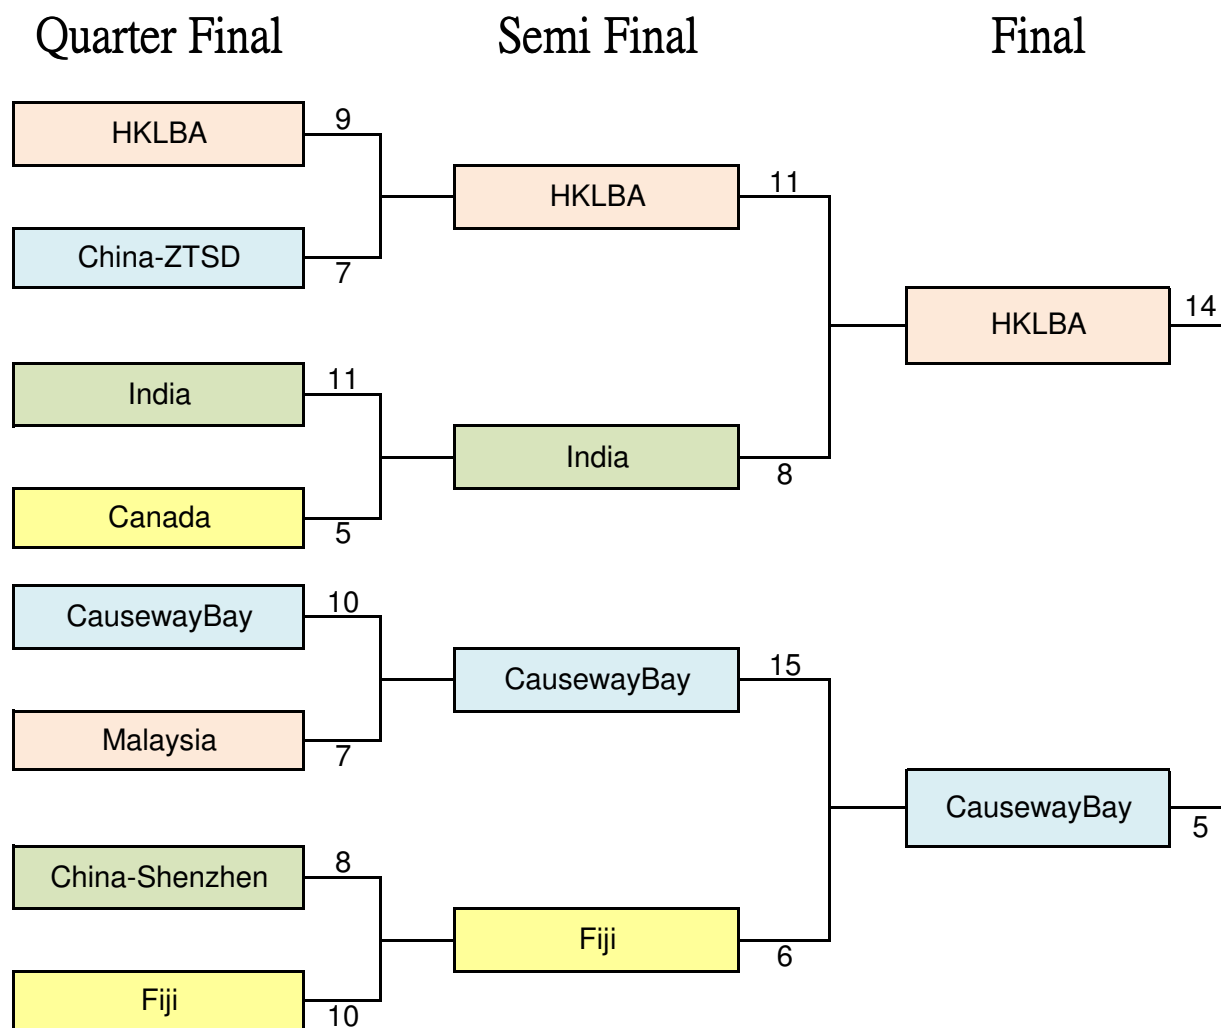 Quarter Final Semi Final Final
HKLBA 9
HKLBA 11
China-ZTSD 7
HKLBA 14
India 11
India 8
Canada 5
CausewayBay 10
CausewayBay 15
Malaysia 7
CausewayBay 5
China-Shenzhen 8
Fiji 6
Fiji 10